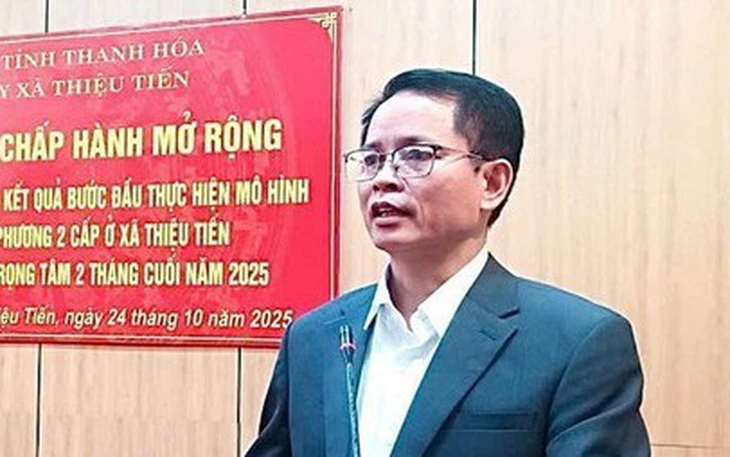 TỈNH THANH HÓA
Y XÃ THIỆU TIẾN
CHẤP HÀNH MỞ RỘNG
KẾT QUẢ BƯỚC ĐẦU THỰC HIỆN MÔ HÌNH
PHƯƠNG 2 CẤP Ở XÃ THIỆU TIẾN
RỌNG TÂM 2 THÁNG CUỐI NĂM 2025
iệu Tiến, ngày 24 tháng 10 năm 2025